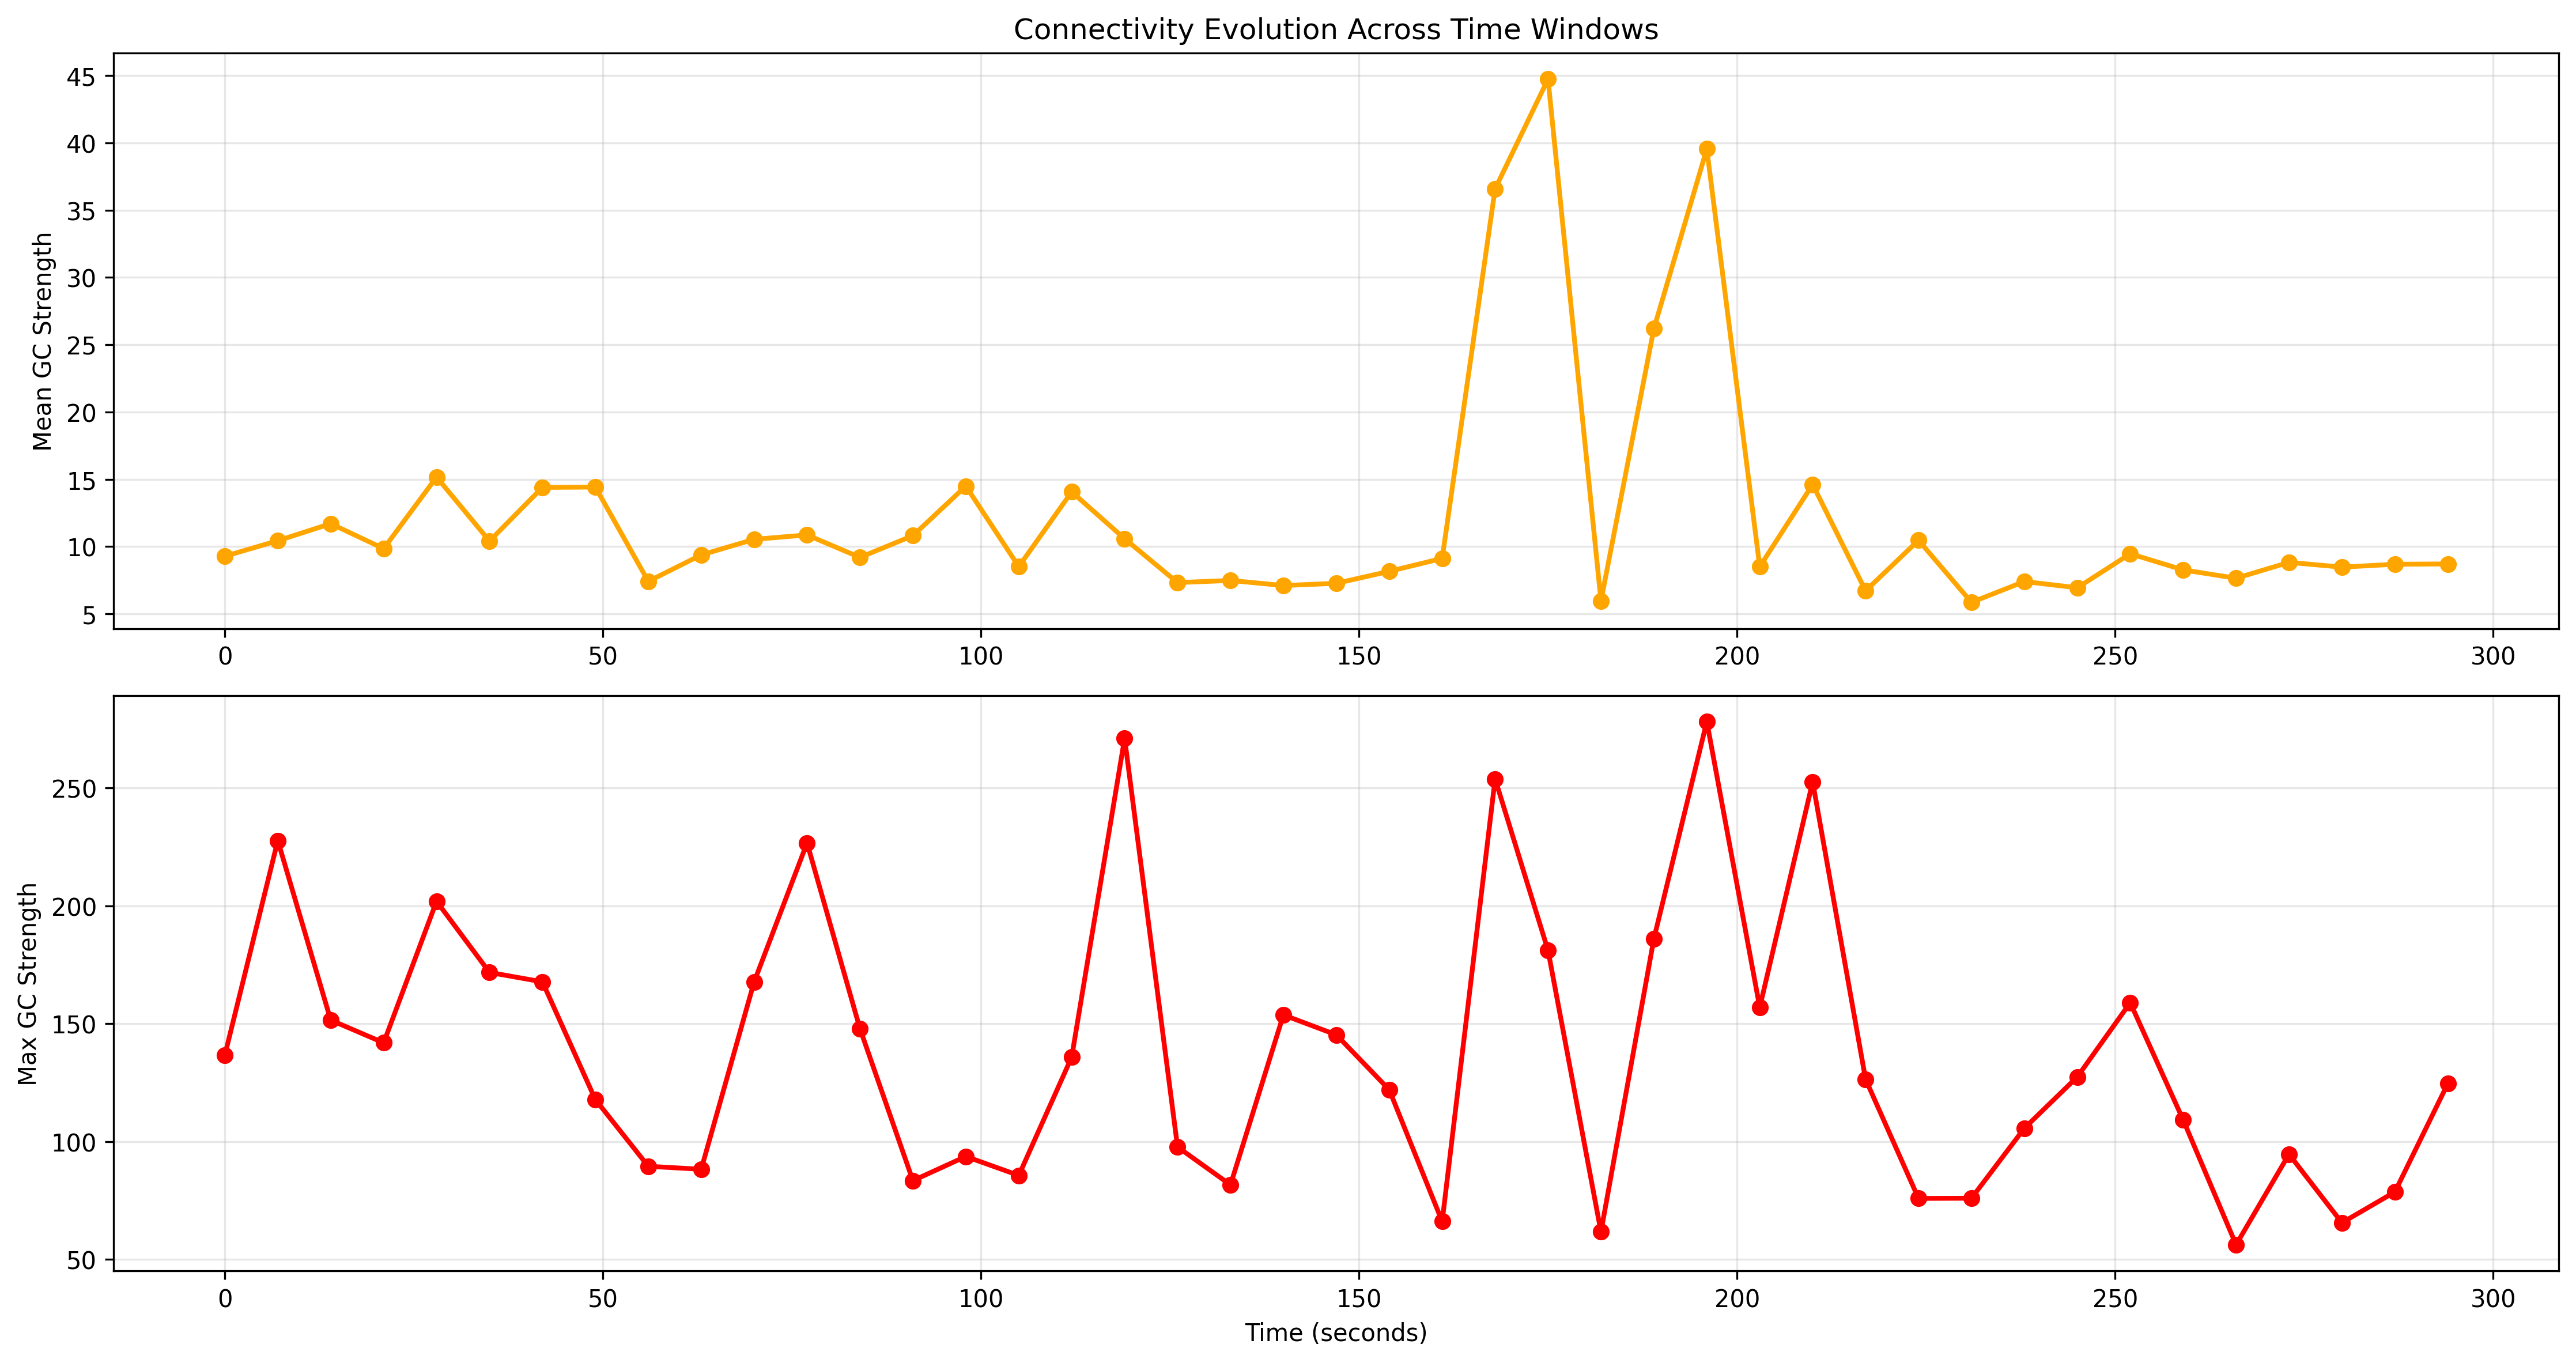 Connectivity Evolution Across Time Windows
Mean GC Strength
45
40
35
30
25
20
15
10
5
0 50 100 150 200 250 300
Max GC Strength
250
200
150
100
50
0 50 100 150 200 250 300
Time (seconds)